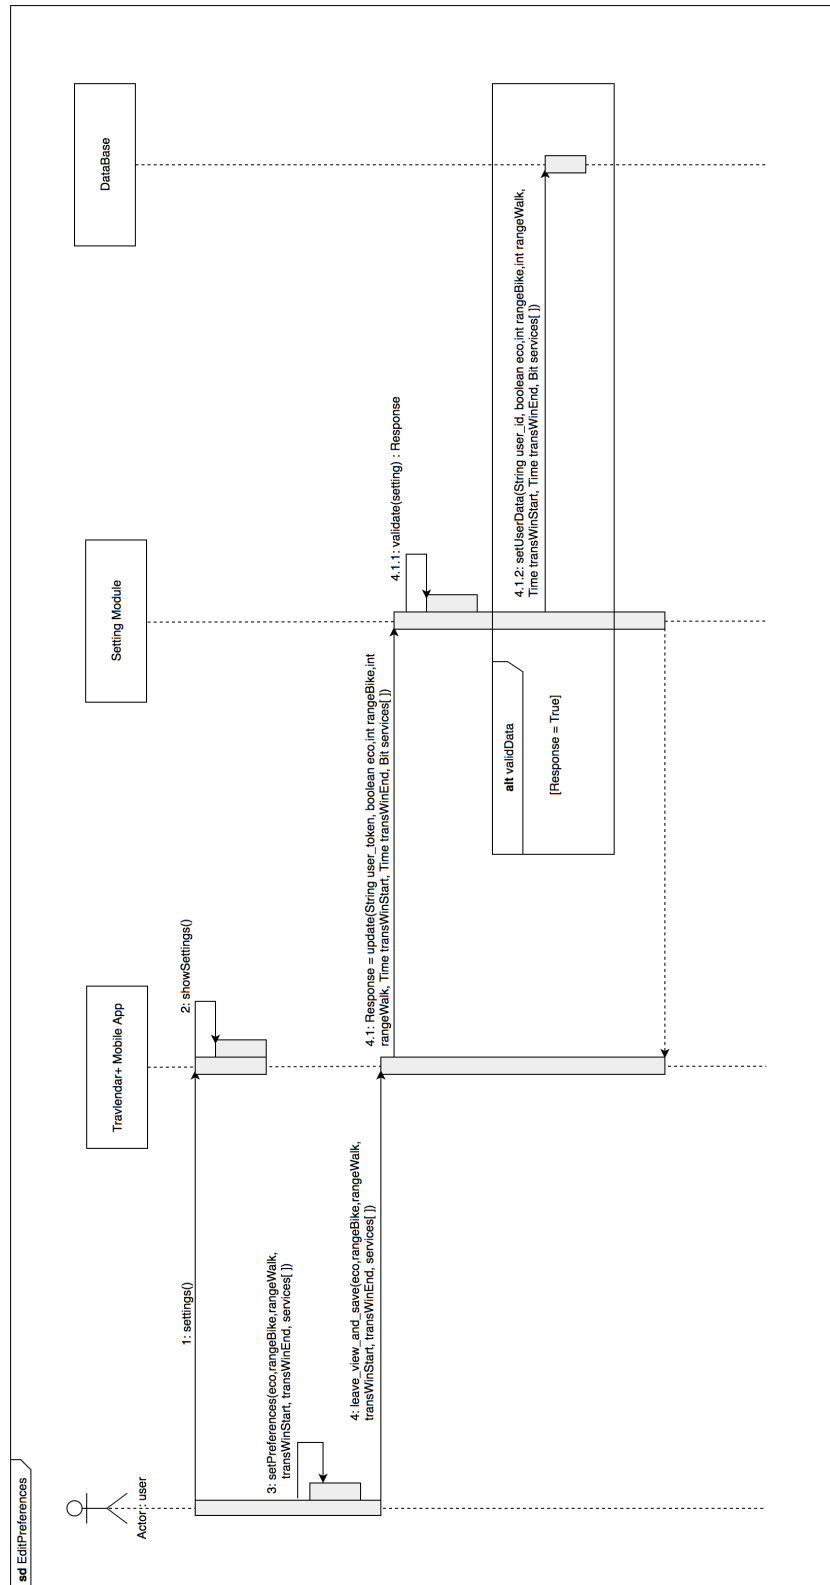 sd EditPreferences
Actor : user
Travlendar+ Mobile App
Setting Module
DataBase
1: settings()
2: showSettings()
3: setPreferences(eco,rangeBike,rangeWalk,
transWinStart, transWinEnd, services[ ])
4: leave_view_and_save(eco,rangeBike,rangeWalk,
transWinStart, transWinEnd, services[ ])
4.1: Response = update(String user_token, boolean eco,int rangeBike,int
rangeWalk, Time transWinStart, Time transWinEnd, Bit services[ ])
4.1.1: validate(setting) : Response
alt validData
[Response = True]
4.1.2: setUserData(String user_id, boolean eco,int rangeBike,int rangeWalk,
Time transWinStart, Time transWinEnd, Bit services[ ])